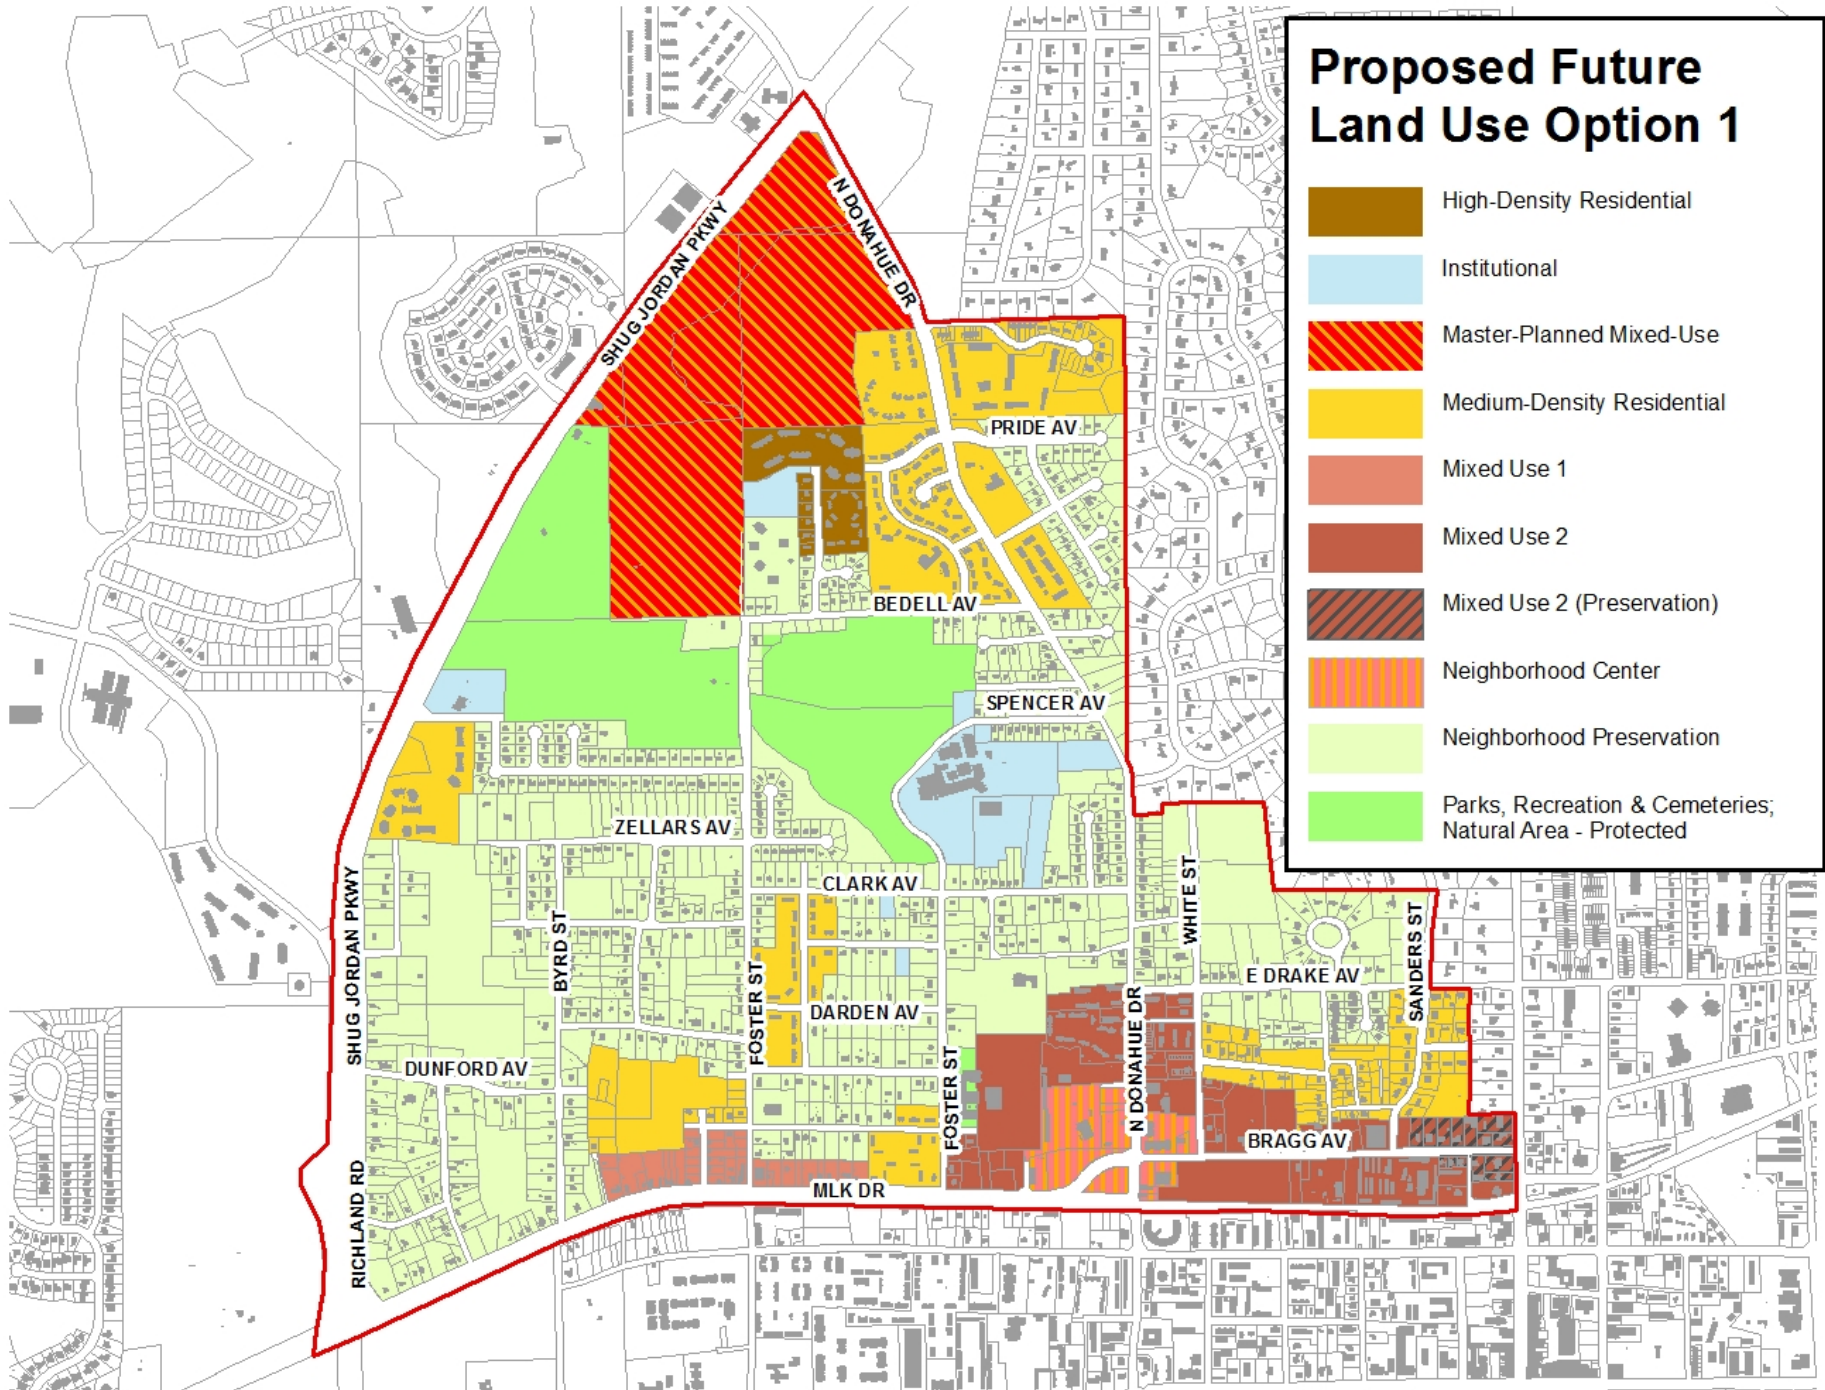 Proposed Future
Land Use Option 1
High-Density Residential
Institutional
Master-Planned Mixed-Use
Medium-Density Residential
Mixed Use 1
Mixed Use 2
Mixed Use 2 (Preservation)
Neighborhood Center
Neighborhood Preservation
Parks, Recreation & Cemeteries;
Natural Area - Protected
N DONAHUE DR
SHUG JORDAN PKWY
PRIDE AV
BEDELL AV
SPENCER AV
ZELLARS AV
CLARK AV
WHITE ST
SHUG JORDAN PKWY
BYRD ST
SANDERS ST
E DRAKE AV
FOSTER ST
DARDEN AV
N DONAHUE DR
DUNFORD AV
FOSTER ST
BRAGG AV
MLK DR
RICHLAND RD